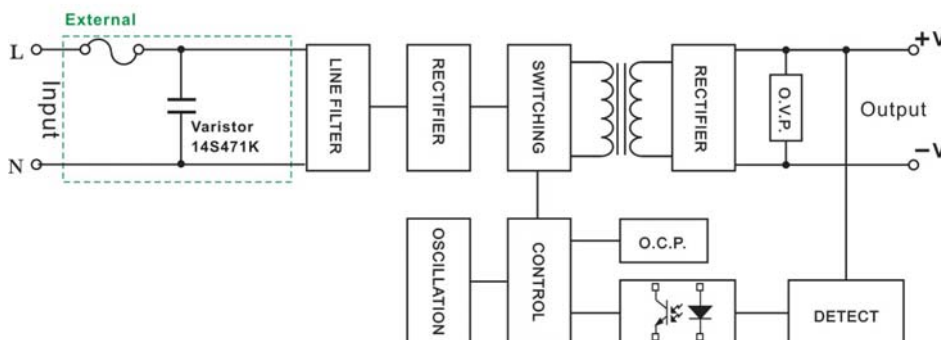 External
L
Input
N
Varistor
14S471K
LINE FILTER
RECTIFIER
SWITCHING
RECTIFIER
O.V.P.
+V
Output
−V
OSCILLATION
CONTROL
O.C.P.
DETECT